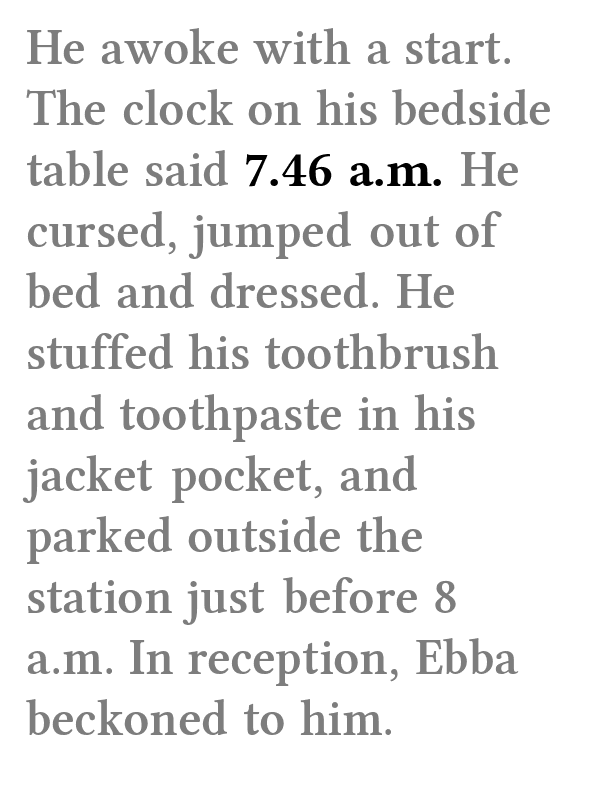 He awoke with a start.
The clock on his bedside
table said 7.46 a.m. He
cursed, jumped out of
bed and dressed. He
stuffed his toothbrush
and toothpaste in his
jacket pocket, and
parked outside the
station just before 8
a.m. In reception, Ebba
beckoned to him.